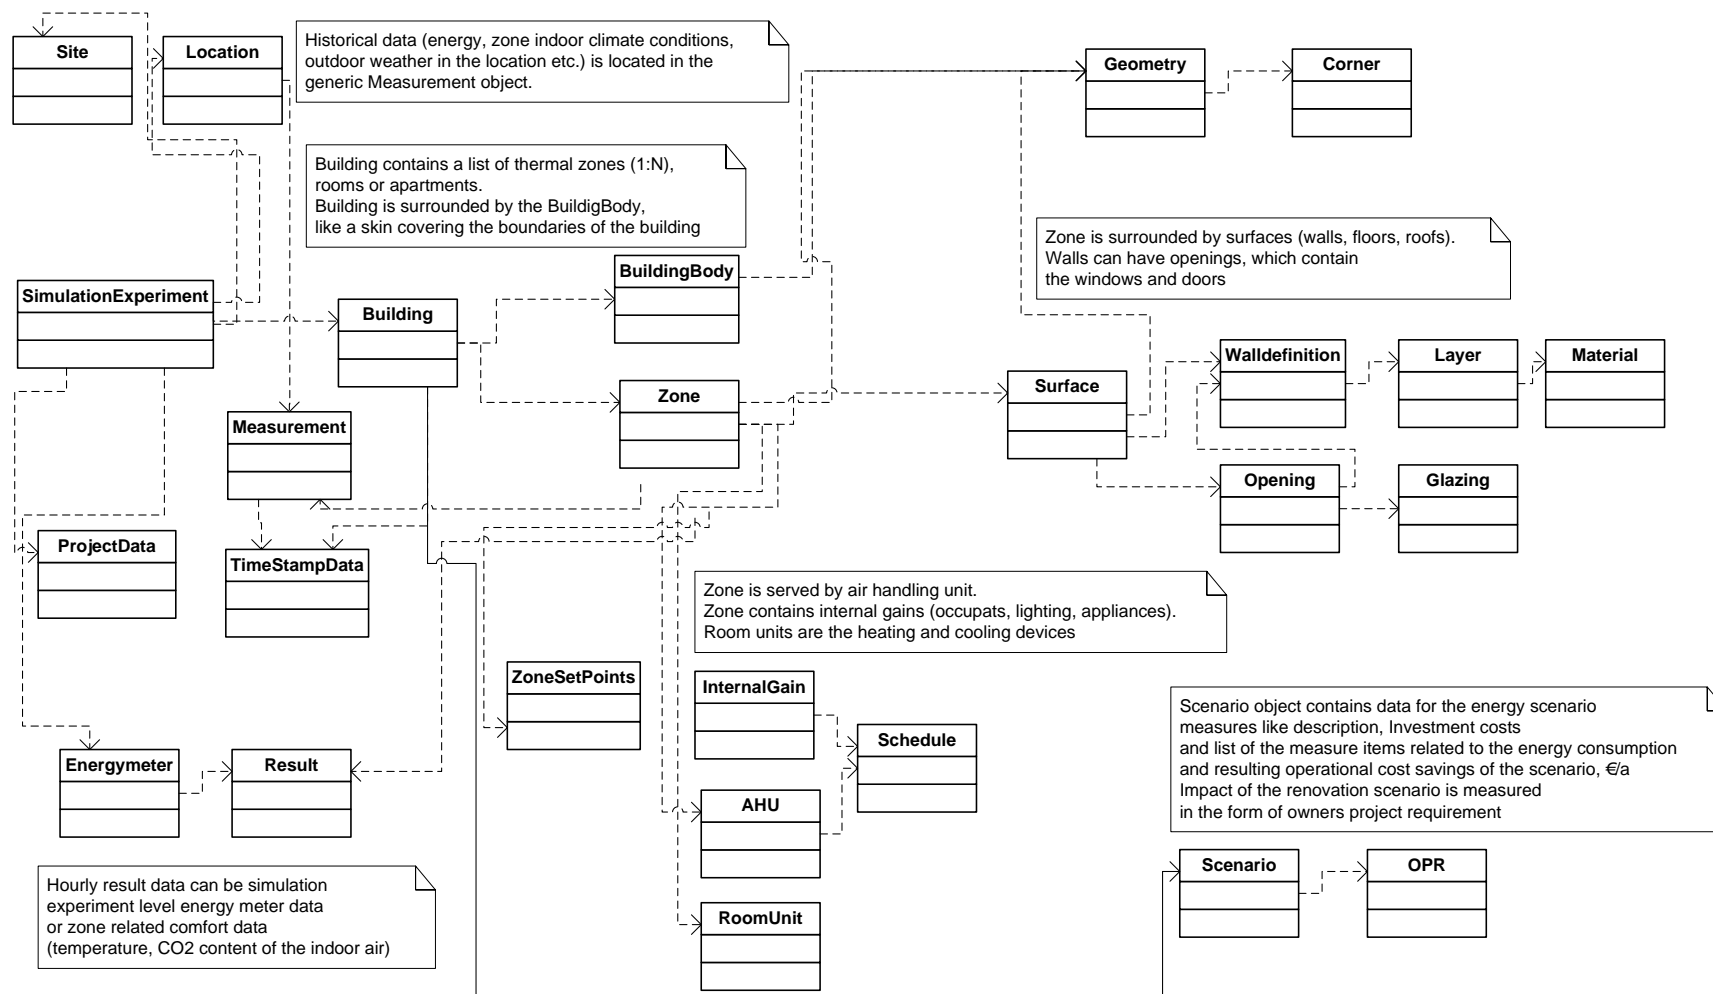 Site
Location
Historical data (energy, zone indoor climate conditions,
outdoor weather in the location etc.) is located in the
generic Measurement object.
Geometry
Corner
Building contains a list of thermal zones (1:N),
rooms or apartments.
Building is surrounded by the BuildigBody,
like a skin covering the boundaries of the building
Zone is surrounded by surfaces (walls, floors, roofs).
Walls can have openings, which contain
the windows and doors
SimulationExperiment
Building
BuildingBody
Zone
Surface
Walldefinition
Layer
Material
Measurement
Opening
Glazing
ProjectData
TimeStampData
Zone is served by air handling unit.
Zone contains internal gains (occupats, lighting, appliances).
Room units are the heating and cooling devices
ZoneSetPoints
InternalGain
Schedule
Scenario object contains data for the energy scenario
measures like description, Investment costs
and list of the measure items related to the energy consumption
and resulting operational cost savings of the scenario, €/a
Impact of the renovation scenario is measured
in the form of owners project requirement
Energymeter
Result
AHU
Scenario
OPR
Hourly result data can be simulation
experiment level energy meter data
or zone related comfort data
(temperature, CO2 content of the indoor air)
RoomUnit